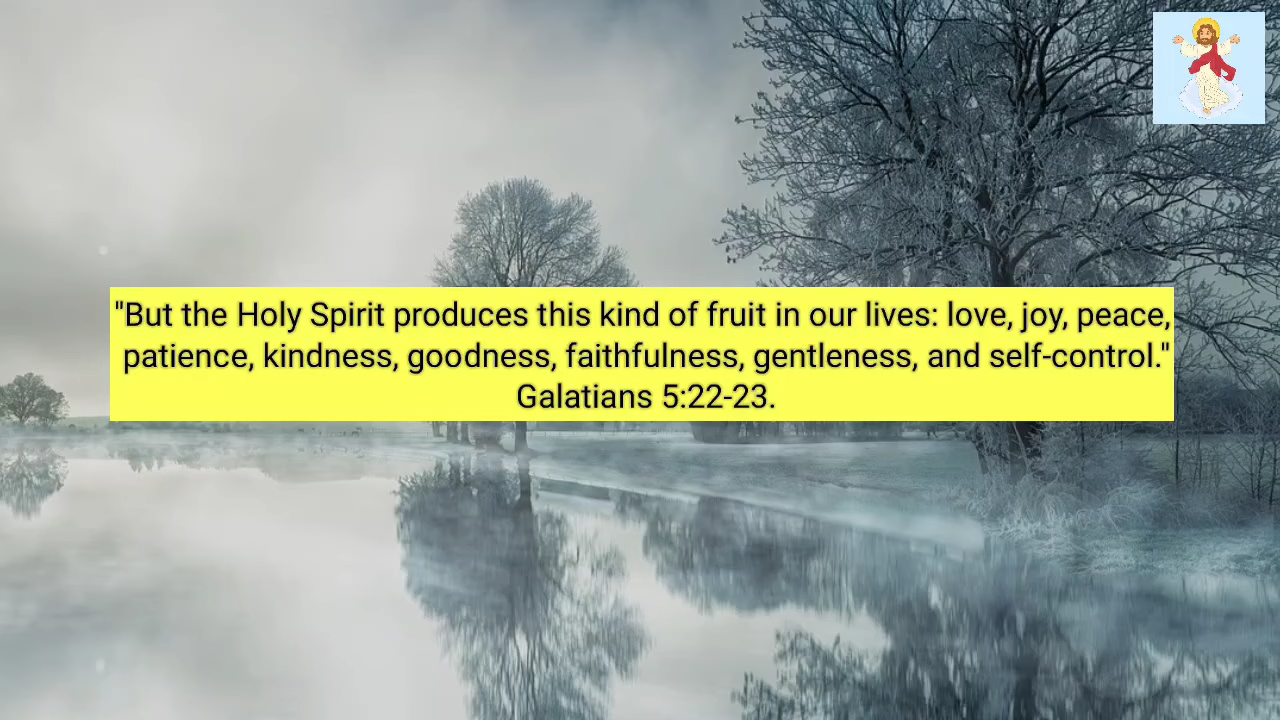 "But the Holy Spirit produces this kind of fruit in our lives: love, joy, peace,
patience, kindness, goodness, faithfulness, gentleness, and self-control."
Galatians 5:22-23.